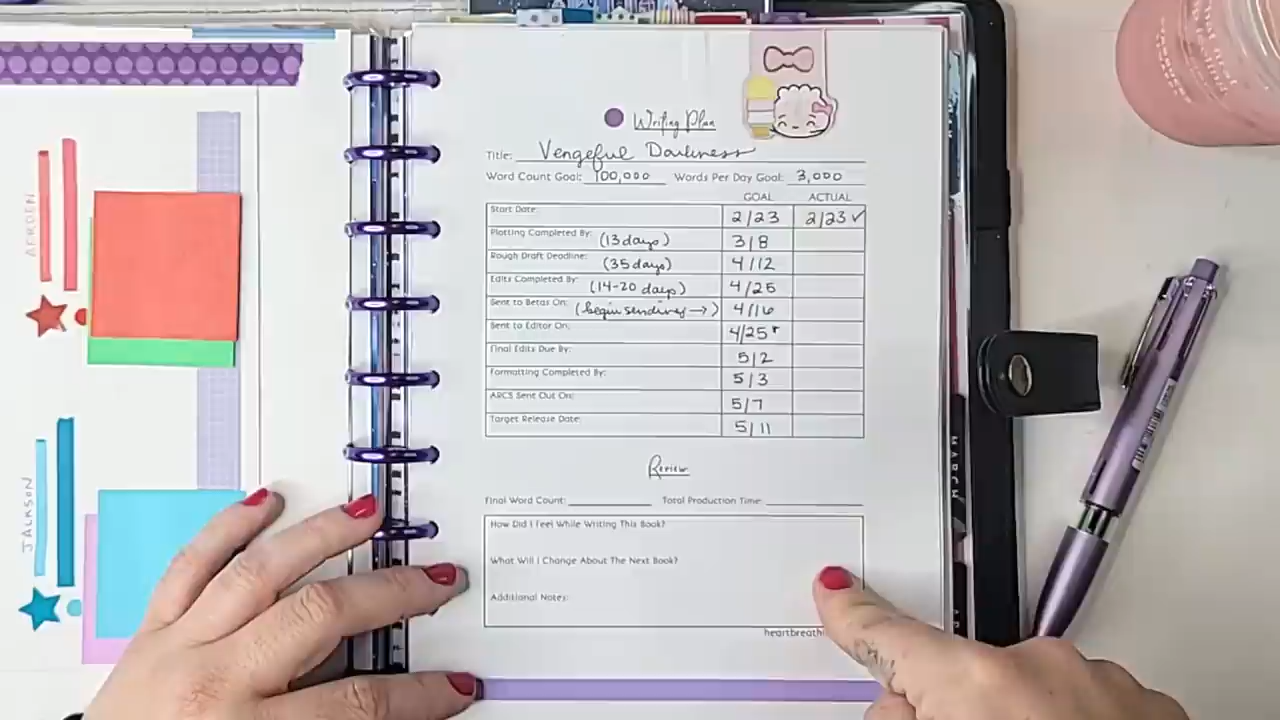 Writing Plan
Title: Vengeful Darkness
Word Count Goal: 100,000 Words Per Day Goal: 3,000
GOAL ACTUAL
Start Date: 2/23 2/23 ✓
Plotting Completed By: (13 days) 3/8
Rough Draft Deadline: (35 days) 4/12
Edits Completed By: (14-20 days) 4/25
Sent to Betas On: (begin sending →) 4/16
Sent to Editor On: 4/25*
Final Edits Due By: 5/2
Formatting Completed By: 5/3
ARCS Sent Out On: 5/7
Target Release Date: 5/11
Review
Final Word Count: Total Production Time:
How Did I Feel While Writing This Book?
What Will I Change About The Next Book?
Additional Notes:
JACKSON
MARCH